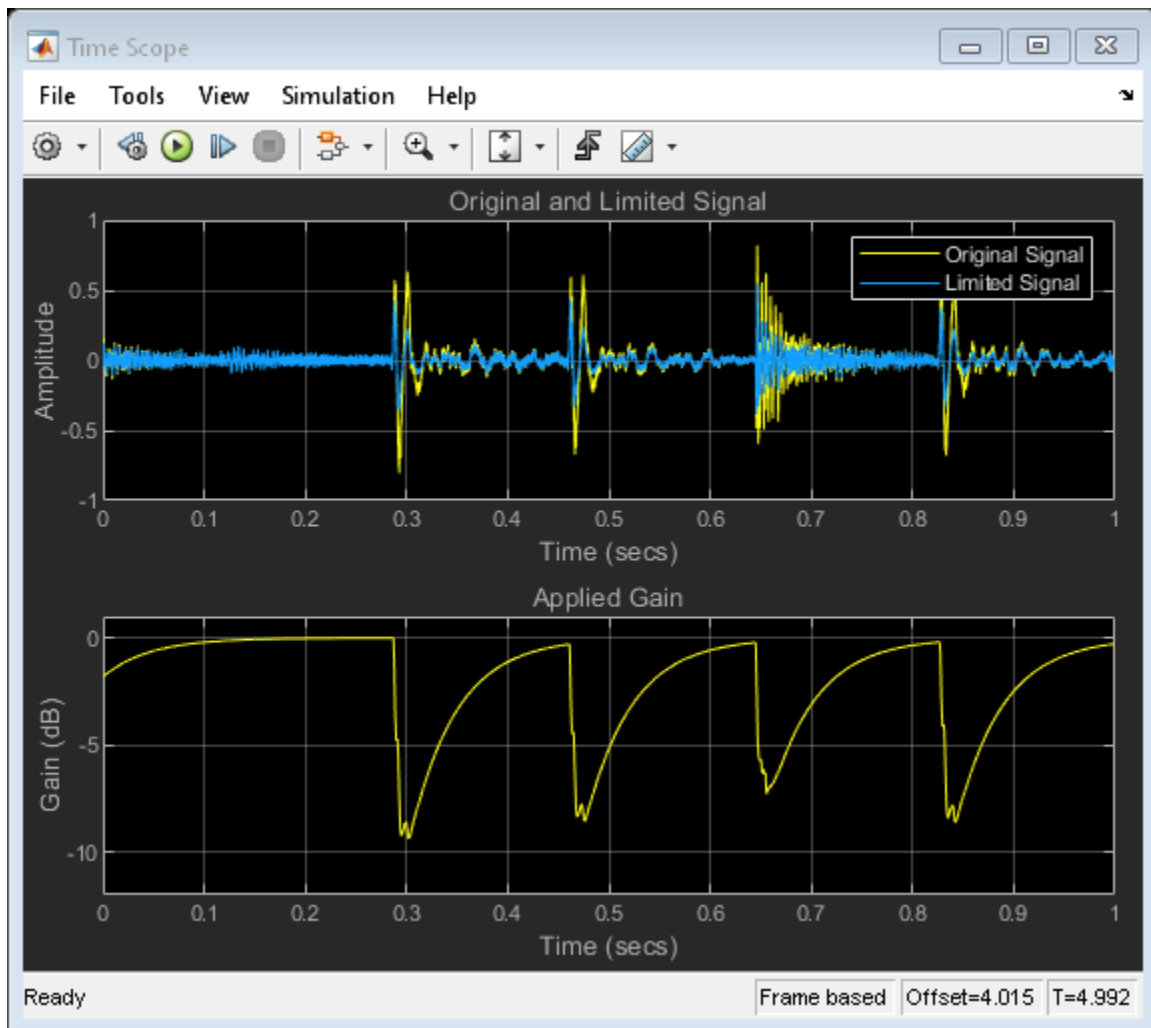 Time Scope
File Tools View Simulation Help
Original and Limited Signal
Original Signal
Limited Signal
Amplitude
1
0.5
0
-0.5
-1
0 0.1 0.2 0.3 0.4 0.5 0.6 0.7 0.8 0.9 1
Time (secs)
Applied Gain
Gain (dB)
0
-5
-10
0 0.1 0.2 0.3 0.4 0.5 0.6 0.7 0.8 0.9 1
Time (secs)
Ready Frame based Offset=4.015 T=4.992